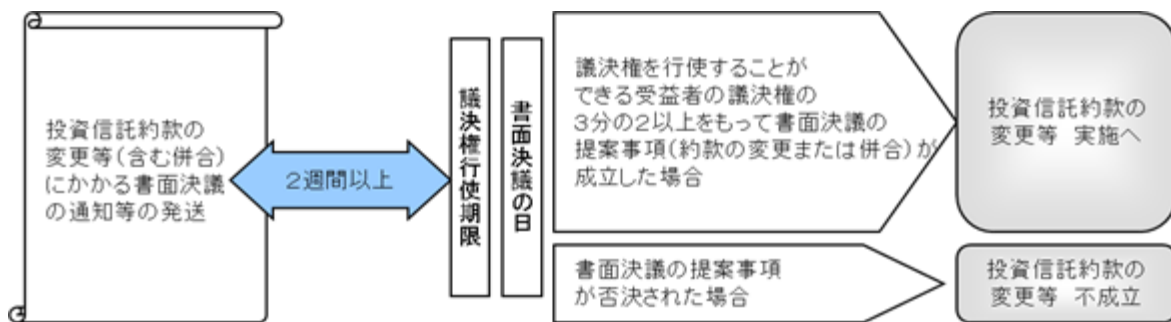 投資信託約款の
変更等(含む併合)
にかかる書面決議
の通知等の発送
2週間以上
議決権行使期限
書面決議の日
議決権を行使することが
できる受益者の議決権の
3分の2以上をもって書面決議の
提案事項(約款の変更または併合)が
成立した場合
投資信託約款の
変更等 実施へ
書面決議の提案事項
が否決された場合
投資信託約款の
変更等 不成立